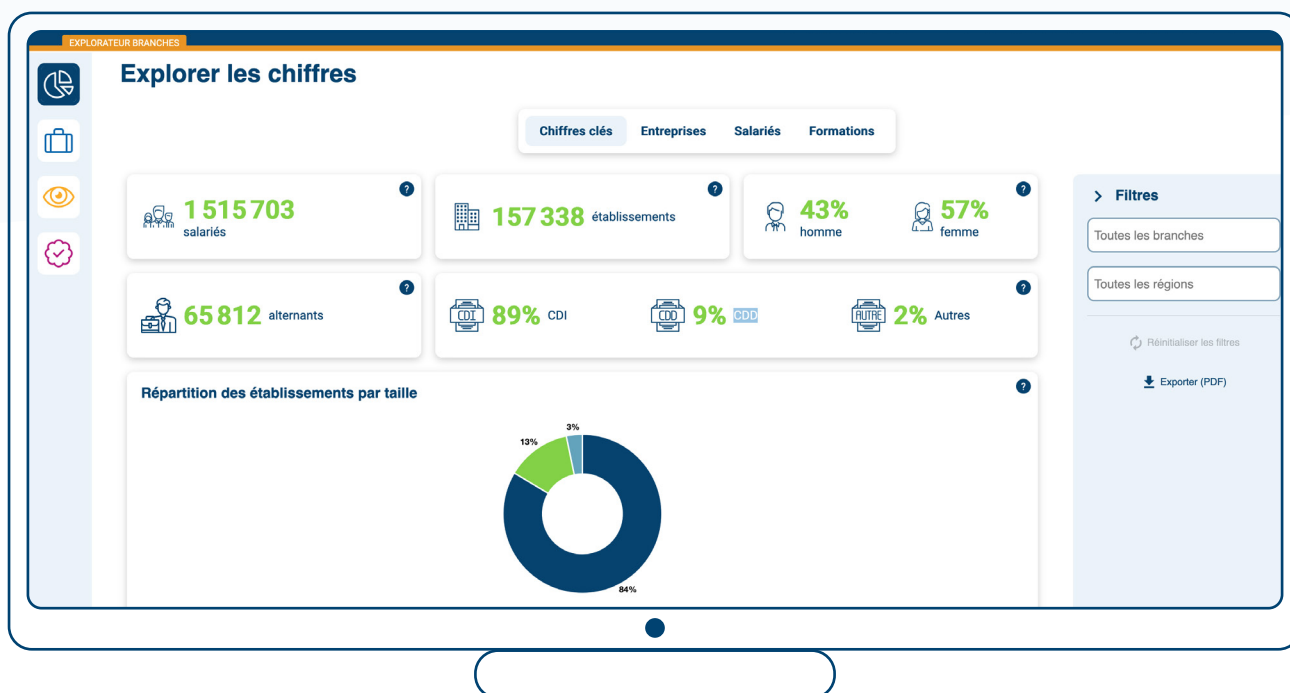 EXPLORATEUR BRANCHES
Explorer les chiffres
Chiffres clés Entreprises Salariés Formations
1 515 703
salariés
?
157 338 établissements
?
43%
homme
57%
femme
?
Filtres
Toutes les branches
Toutes les régions
Réinitialiser les filtres
Exporter (PDF)
65 812 alternants
?
CDI 89% CDI
CDD 9% CDD
AUTRE 2% Autres
?
Répartition des établissements par taille
?
3%
13%
84%